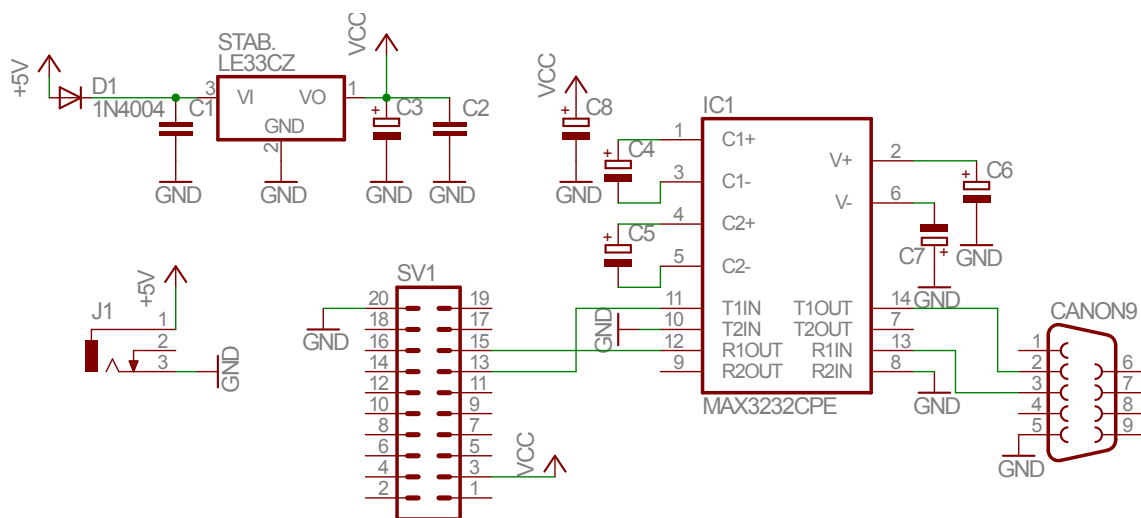 +5V
D1
1N4004
C1
STAB.
LE33CZ
3
VI
VO
1
GND
2
VCC
C3
C2
GND
GND
GND
GND
VCC
C8
GND
+
+
C4
+
C5
+
IC1
1
C1+
3
C1-
4
C2+
5
C2-
11
T1IN
10
T2IN
12
R1OUT
9
R2OUT
V+
2
V-
6
T1OUT
14
T2OUT
7
R1IN
13
R2IN
8
MAX3232CPE
+
C6
GND
C7
+
GND
GND
GND
J1
+5V
1
2
3
GND
SV1
20 19
18 17
16 15
14 13
12 11
10 9
8 7
6 5
4 3
2 1
GND
VCC
CANON9
1
2
3
4
5
6
7
8
9
GND